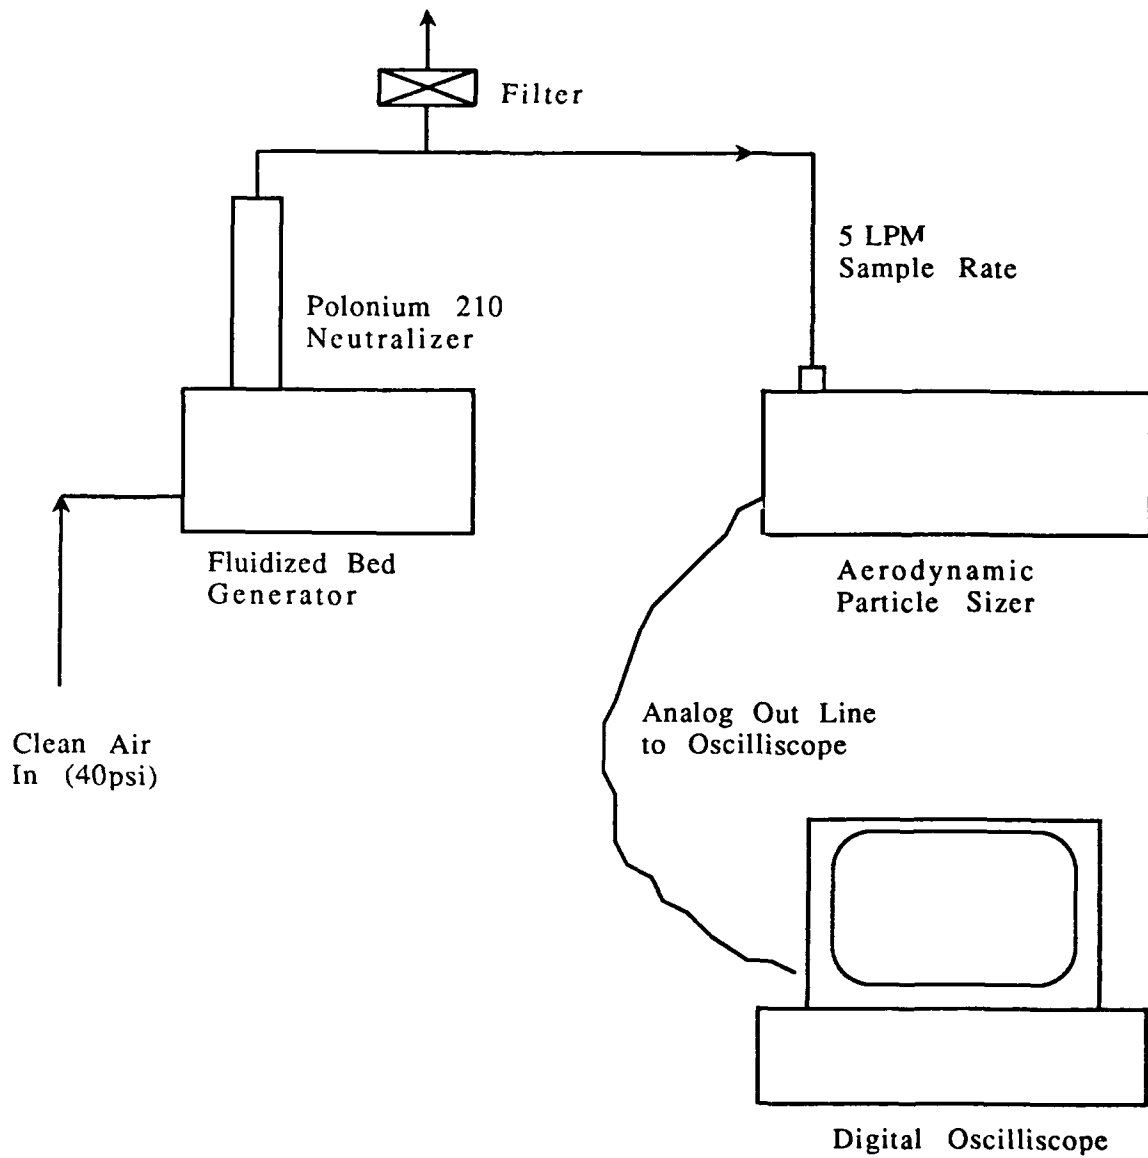 Filter
5 LPM
Sample Rate
Polonium 210
Neutralizer
Fluidized Bed
Generator
Aerodynamic
Particle Sizer
Analog Out Line
to Oscilliscope
Clean Air
In (40psi)
Digital Oscilliscope